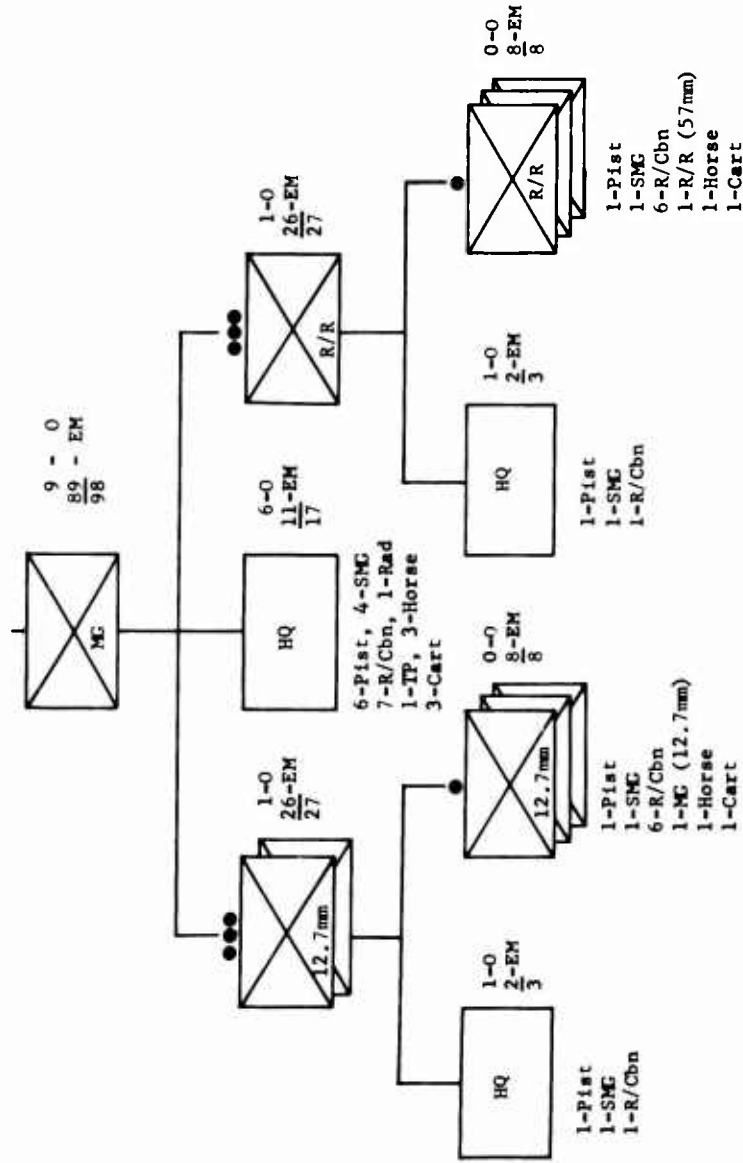 9 - O
89 - EM
98
MG
1-O
26-EM
27
12.7mm
6-O
11-EM
17
HQ
6-Pist, 4-SMG
7-R/Cbn, 1-Rad
1-TP, 3-Horse
3-Cart
1-O
26-EM
27
R/R
1-O
2-EM
3
HQ
1-Pist
1-SMG
1-R/Cbn
0-O
8-EM
8
12.7mm
1-Pist
1-SMG
6-R/Cbn
1-MG (12.7mm)
1-Horse
1-Cart
1-O
2-EM
3
HQ
1-Pist
1-SMG
1-R/Cbn
0-O
8-EM
8
R/R
1-Pist
1-SMG
6-R/Cbn
1-R/R (57mm)
1-Horse
1-Cart